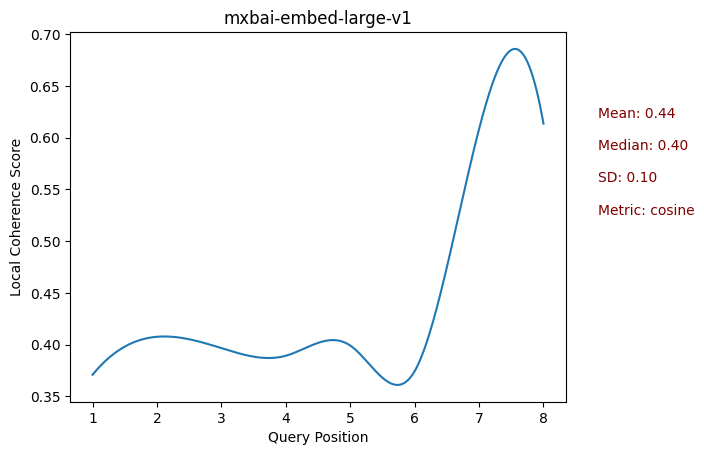 mxbai-embed-large-v1
0.70
0.65
0.60
0.55
0.50
0.45
0.40
0.35
Local Coherence Score
1 2 3 4 5 6 7 8
Query Position
Mean: 0.44
Median: 0.40
SD: 0.10
Metric: cosine